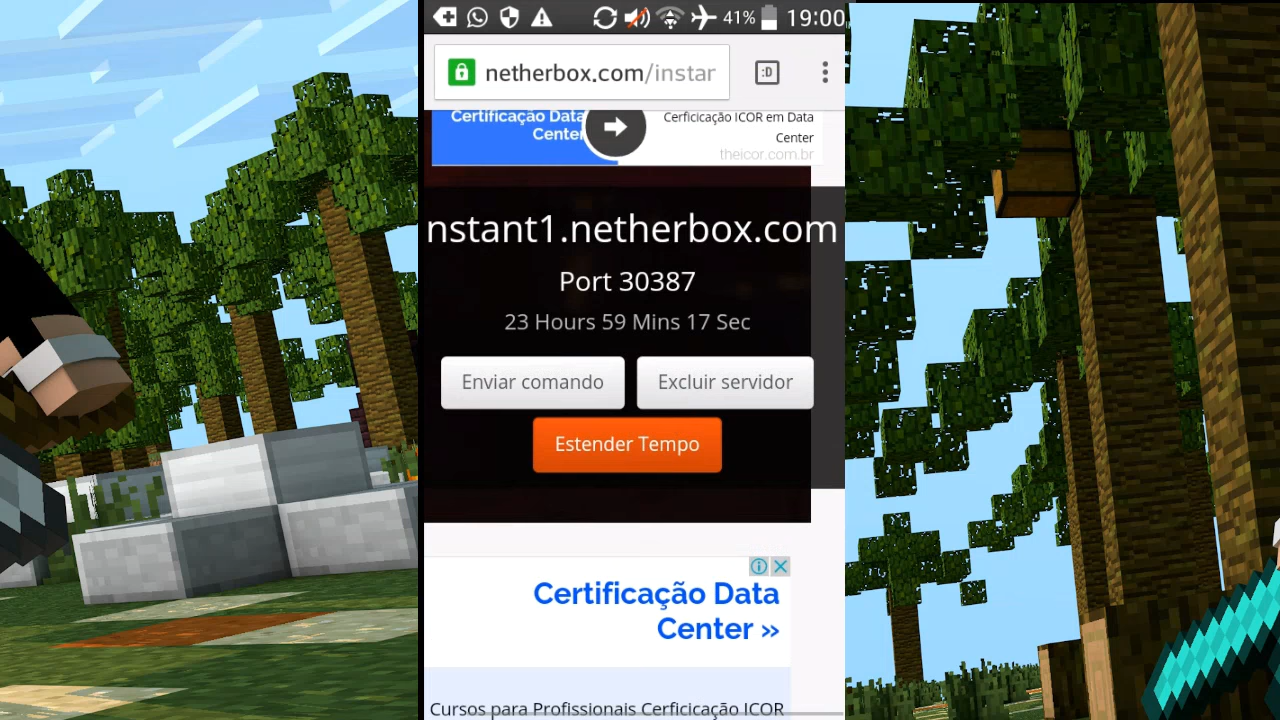 41%
19:00
netherbox.com/instar
:D
Certificação Data
Center
Cerficicação ICOR em Data
Center
theicor.com.br
nstant1.netherbox.com
Port 30387
23 Hours 59 Mins 17 Sec
Enviar comando
Excluir servidor
Estender Tempo
Certificação Data
Center »
Cursos para Profissionais Cerficicação ICOR